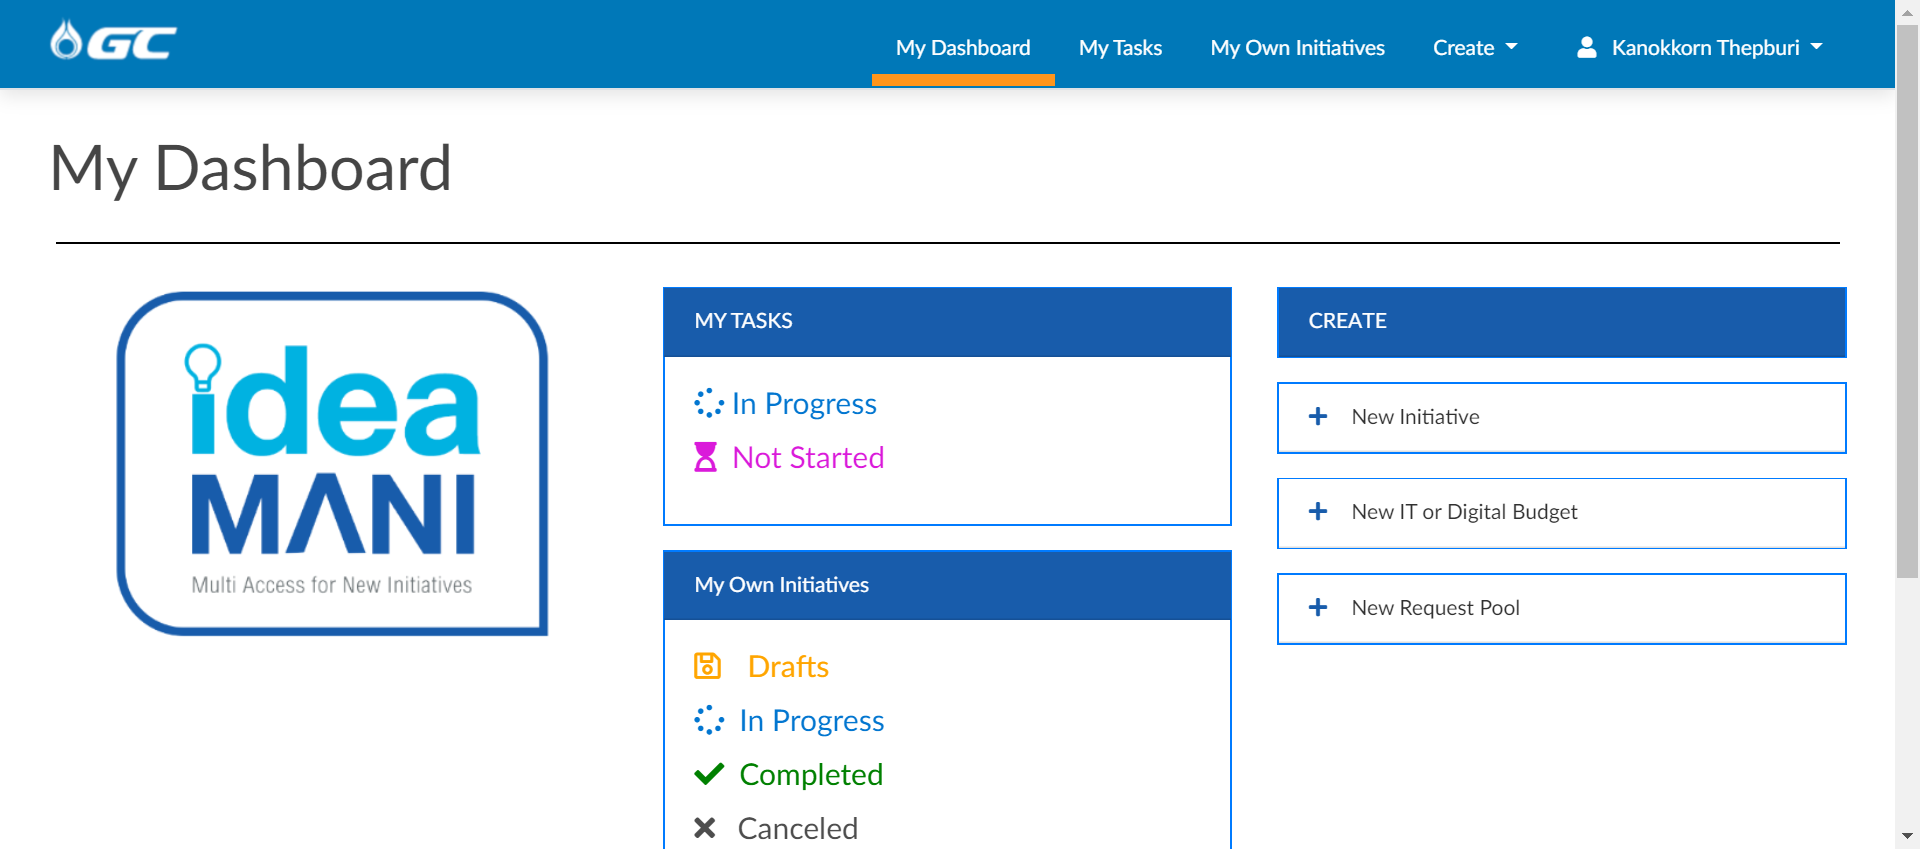 GC
My Dashboard
My Tasks
My Own Initiatives
Create
Kanokkorn Thepburi
My Dashboard
idea
MANI
Multi Access for New Initiatives
MY TASKS
In Progress
Not Started
My Own Initiatives
Drafts
In Progress
Completed
Canceled
CREATE
New Initiative
New IT or Digital Budget
New Request Pool